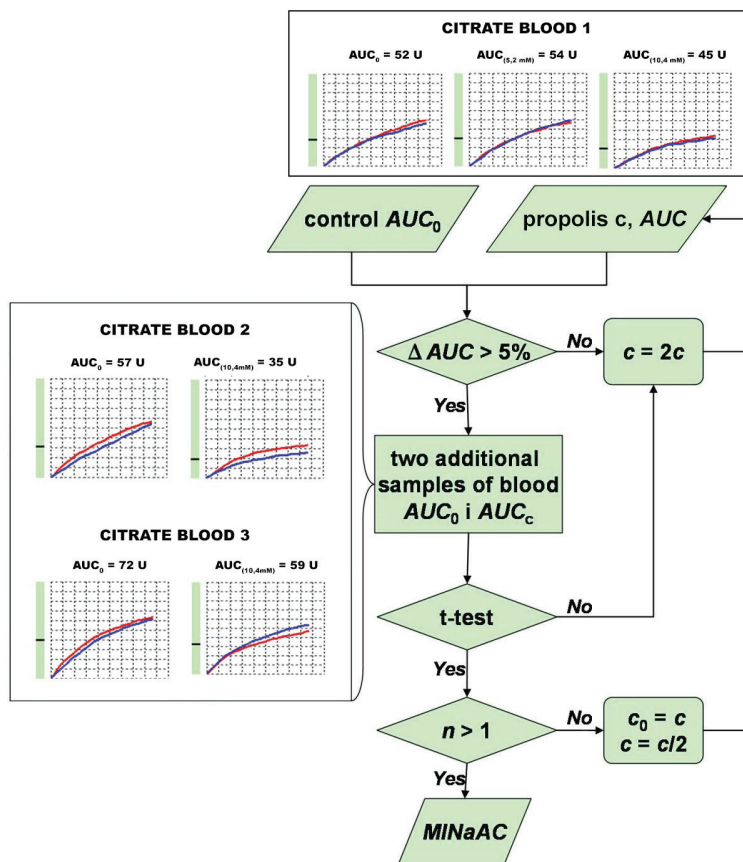 CITRATE BLOOD 1
AUC₀ = 52 U
AUC₍₅,₂ ₘM₎ = 54 U
AUC₍₁₀,₄ ₘM₎ = 45 U
control AUC₀
propolis c, AUC
Δ AUC > 5%
No
c = 2c
Yes
CITRATE BLOOD 2
AUC₀ = 57 U
AUC₍₁₀,₄ₘM₎ = 35 U
two additional
samples of blood
AUC₀ i AUC_c
CITRATE BLOOD 3
AUC₀ = 72 U
AUC₍₁₀,₄ₘM₎ = 59 U
t-test
No
Yes
n > 1
No
c₀ = c
c = c/2
Yes
MINaAC